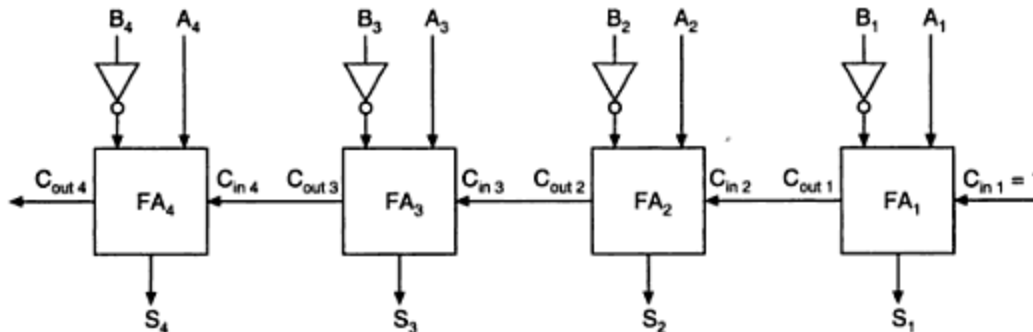 B4 A4 B3 A3 B2 A2 B1 A1
Cout 4 Cin 4 Cout 3 Cin 3 Cout 2 Cin 2 Cout 1 Cin 1 =
FA4 FA3 FA2 FA1
S4 S3 S2 S1